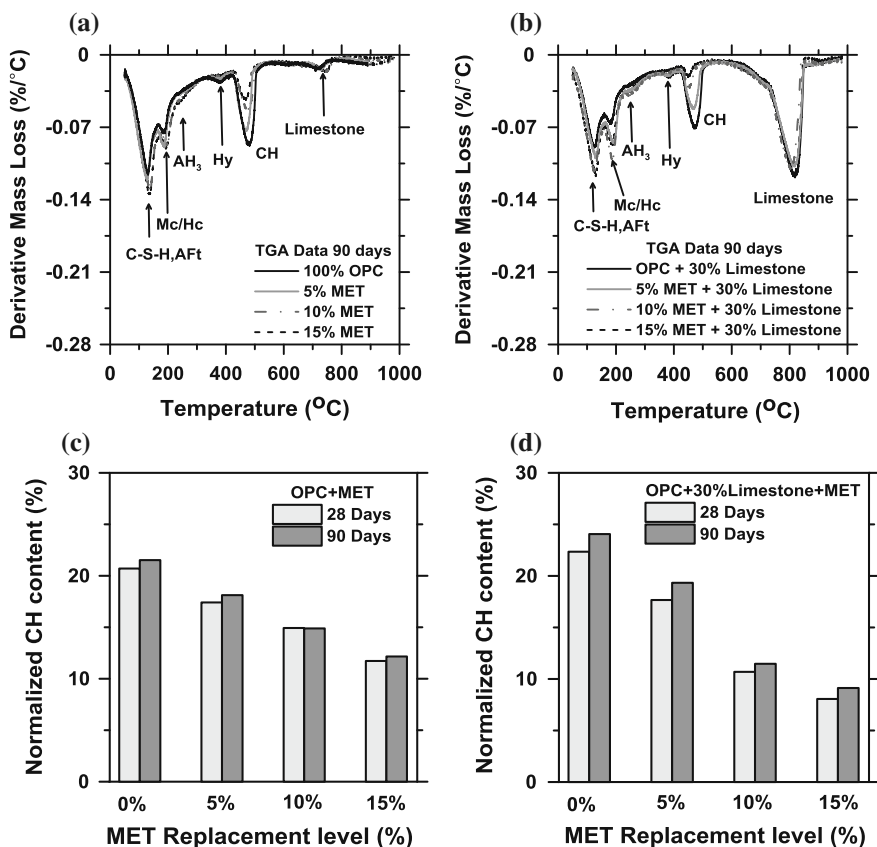 (a)
Derivative Mass Loss (%/°C)
0
-0.07
-0.14
-0.21
-0.28
0 200 400 600 800 1000
Temperature (°C)
C-S-H,AFt
Mc/Hc
AH3
Hy
CH
Limestone
TGA Data 90 days
100% OPC
5% MET
10% MET
15% MET
(b)
Derivative Mass Loss (%/°C)
0
-0.07
-0.14
-0.21
-0.28
0 200 400 600 800 1000
Temperature (°C)
C-S-H,AFt
Mc/Hc
AH3
Hy
CH
Limestone
TGA Data 90 days
OPC + 30% Limestone
5% MET + 30% Limestone
10% MET + 30% Limestone
15% MET + 30% Limestone
(c)
Normalized CH content (%)
30
20
10
0
OPC+MET
28 Days
90 Days
0% 5% 10% 15%
MET Replacement level (%)
(d)
Normalized CH content (%)
30
20
10
0
OPC+30%Limestone+MET
28 Days
90 Days
0% 5% 10% 15%
MET Replacement level (%)